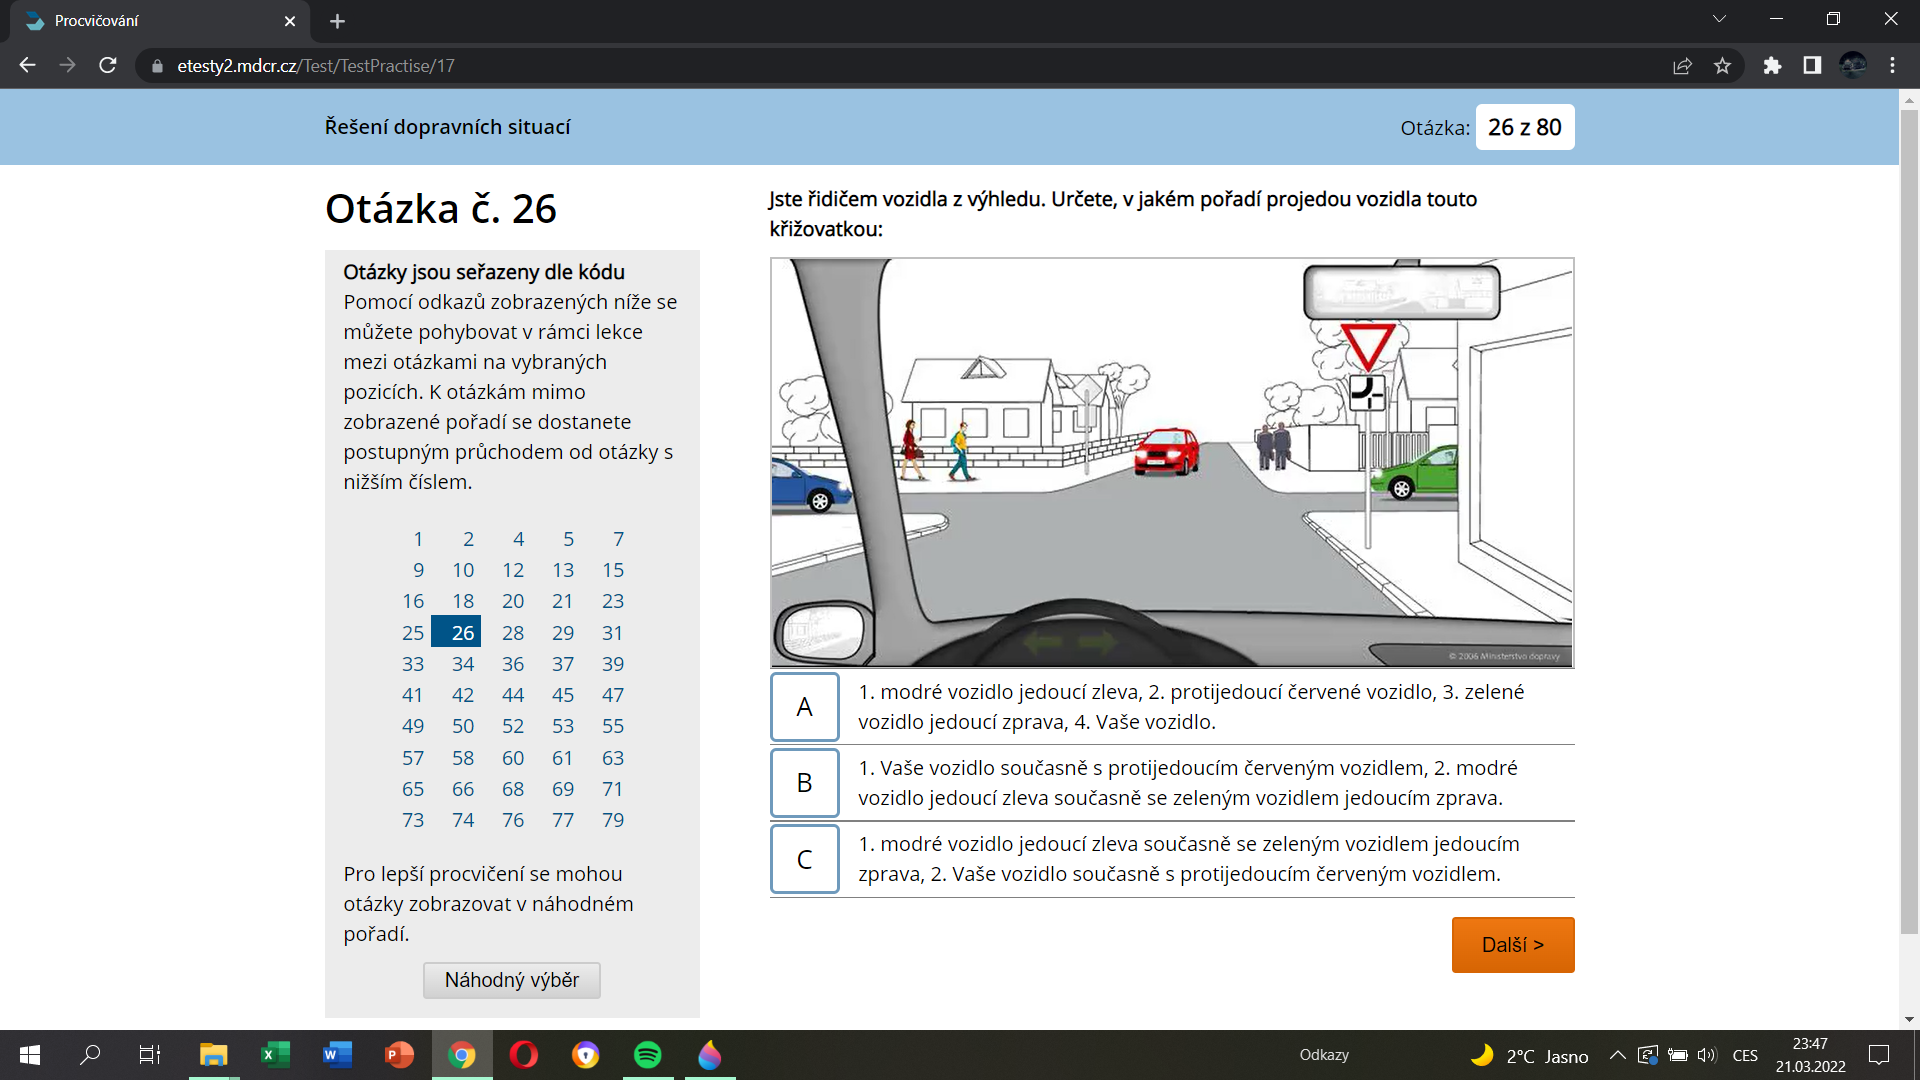 Procvičování
etesty2.mdcr.cz/Test/TestPractise/17
Řešení dopravních situací
Otázka: 26 z 80
Otázka č. 26
Otázky jsou seřazeny dle kódu
Pomocí odkazů zobrazených níže se
můžete pohybovat v rámci lekce
mezi otázkami na vybraných
pozicích. K otázkám mimo
zobrazené pořadí se dostanete
postupným průchodem od otázky s
nižším číslem.
1 2 4 5 7
9 10 12 13 15
16 18 20 21 23
25 26 28 29 31
33 34 36 37 39
41 42 44 45 47
49 50 52 53 55
57 58 60 61 63
65 66 68 69 71
73 74 76 77 79
Pro lepší procvičení se mohou
otázky zobrazovat v náhodném
pořadí.
Náhodný výběr
Jste řidičem vozidla z výhledu. Určete, v jakém pořadí projedou vozidla touto
křižovatkou:
© 2006 Ministerstvo dopravy
A
1. modré vozidlo jedoucí zleva, 2. protijedoucí červené vozidlo, 3. zelené
vozidlo jedoucí zprava, 4. Vaše vozidlo.
B
1. Vaše vozidlo současně s protijedoucím červeným vozidlem, 2. modré
vozidlo jedoucí zleva současně se zeleným vozidlem jedoucím zprava.
C
1. modré vozidlo jedoucí zleva současně se zeleným vozidlem jedoucím
zprava, 2. Vaše vozidlo současně s protijedoucím červeným vozidlem.
Další >
Odkazy
2°C Jasno
CES
23:47
21.03.2022